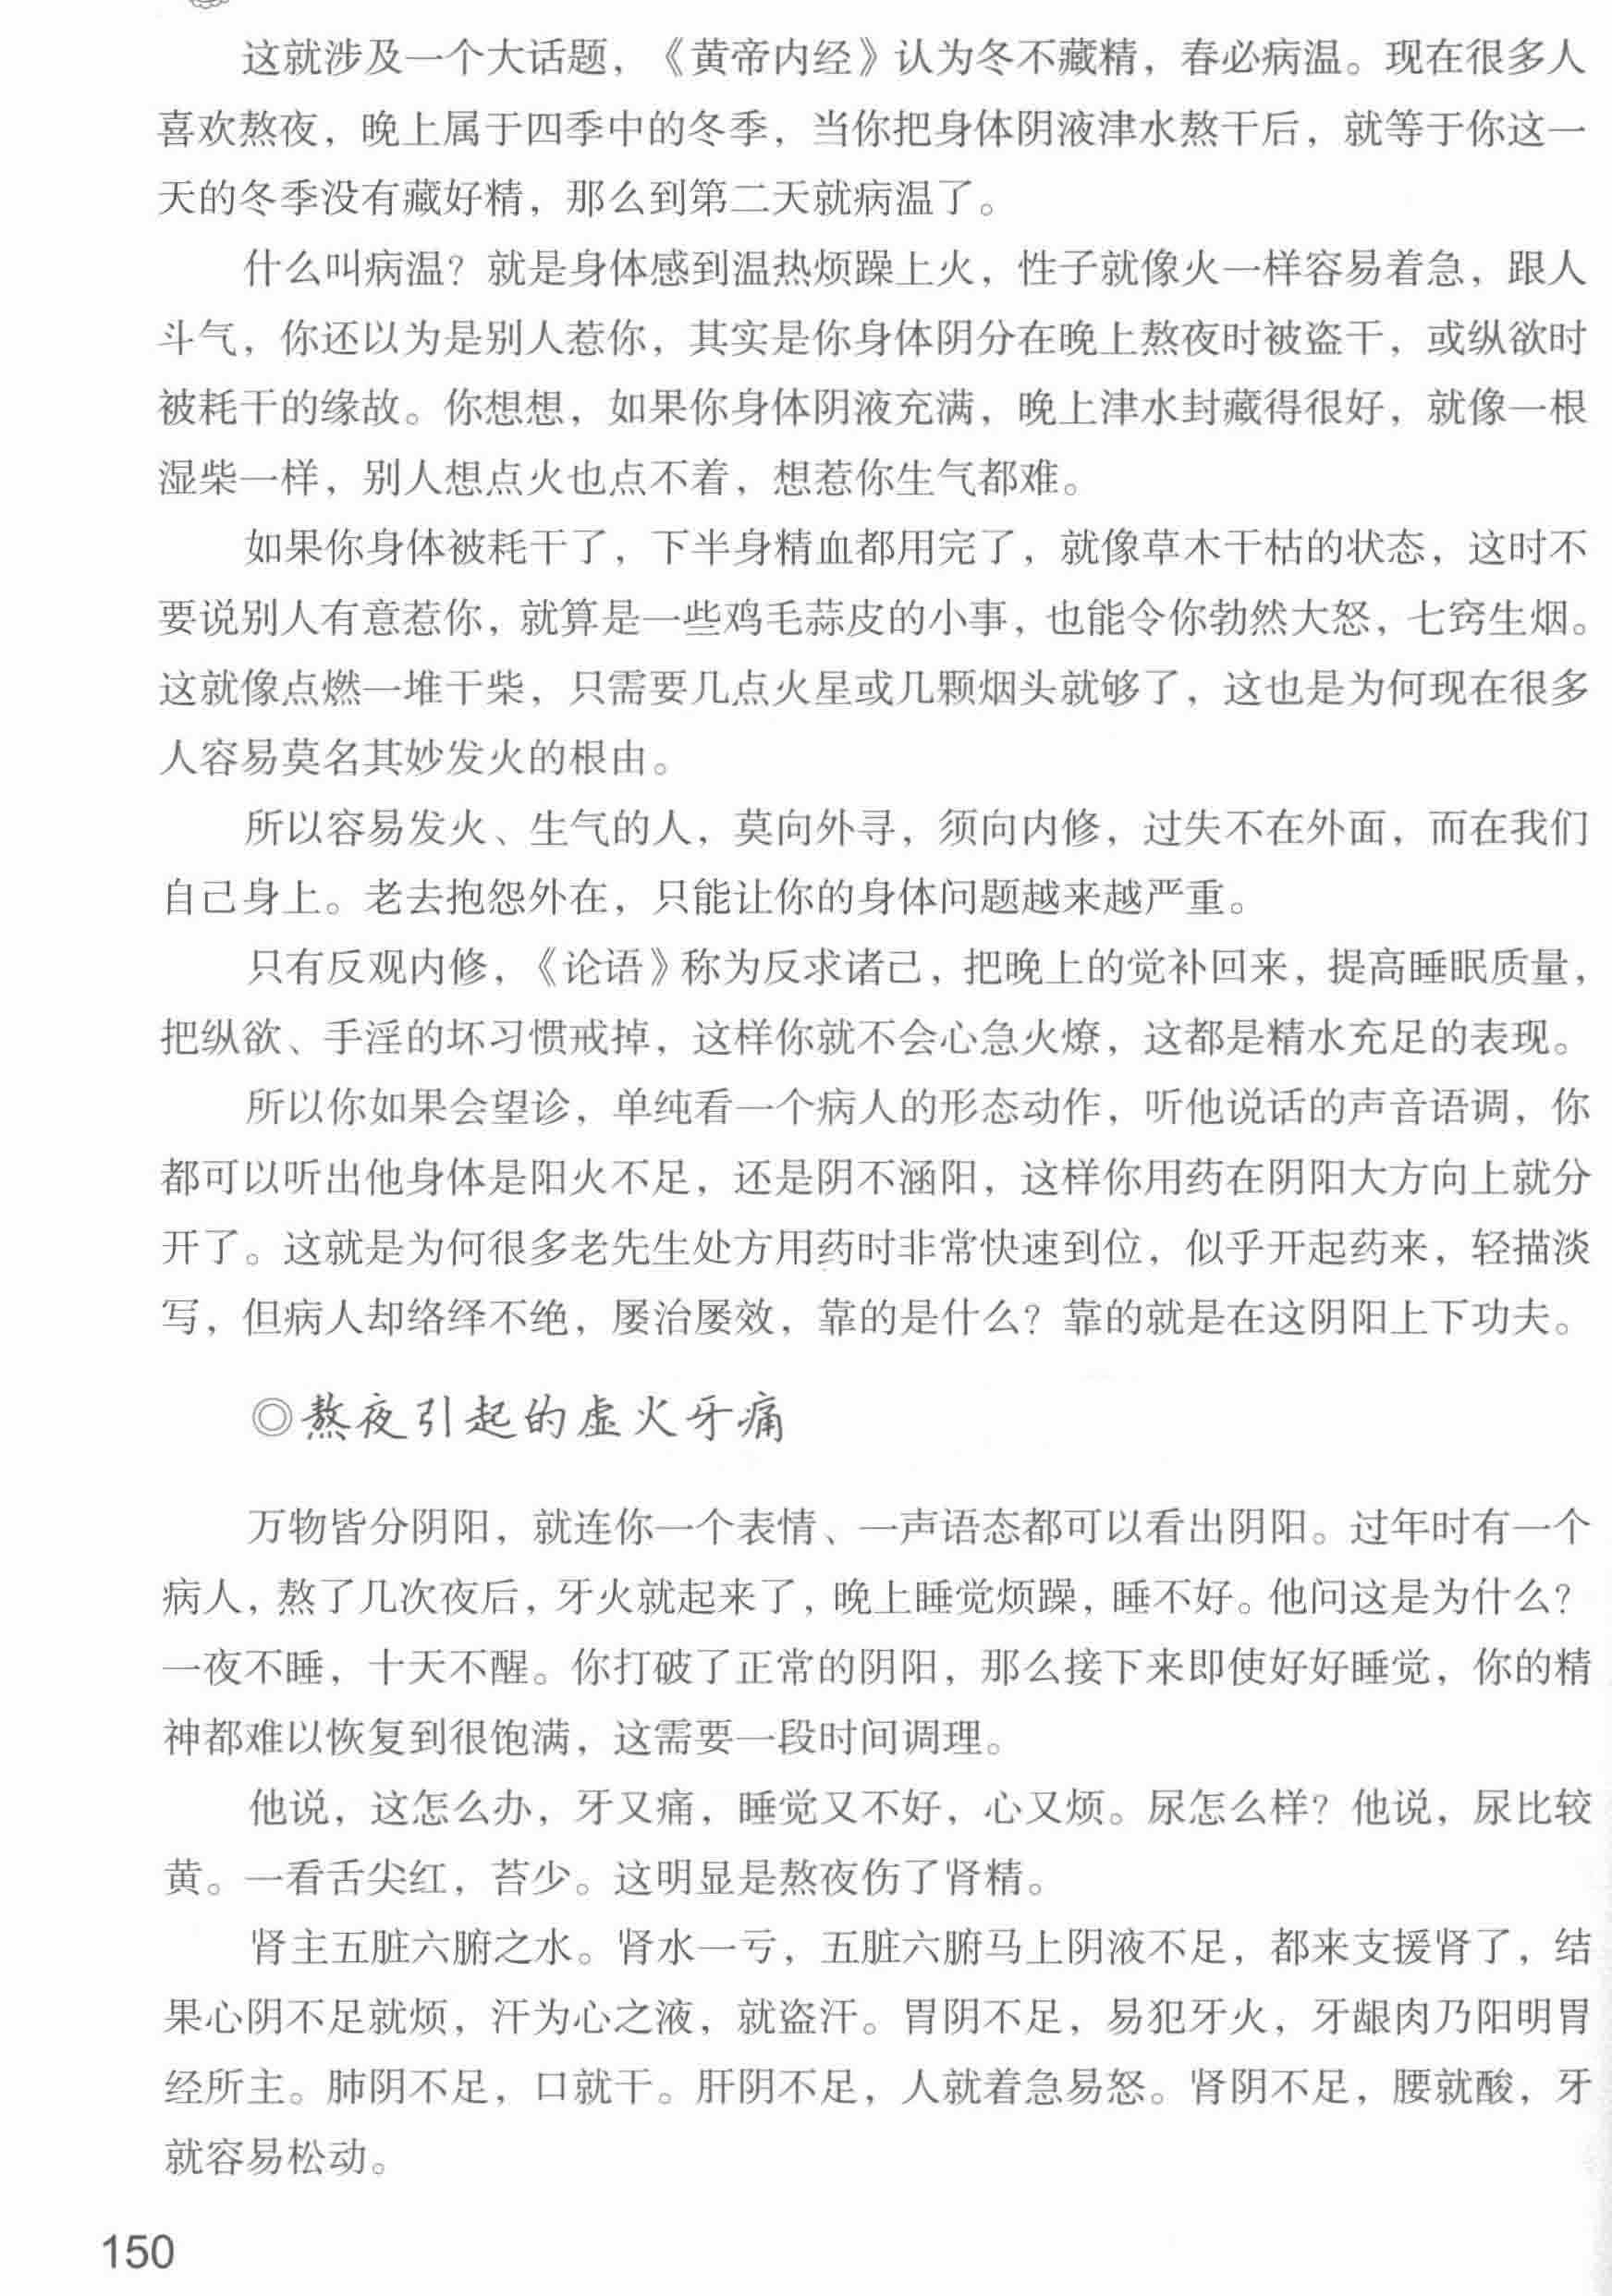 这就涉及一个大话题，《黄帝内经》认为冬不藏精，春必病温。现在很多人
喜欢熬夜，晚上属于四季中的冬季，当你把身体阴液津水熬干后，就等于你这一
天的冬季没有藏好精，那么到第二天就病温了。
什么叫病温？就是身体感到温热烦躁上火，性子就像火一样容易着急，跟人
斗气，你还以为是别人惹你，其实是你身体阴分在晚上熬夜时被盗干，或纵欲时
被耗干的缘故。你想想，如果你身体阴液充满，晚上津水封藏得很好，就像一根
湿柴一样，别人想点火也点不着，想惹你生气都难。
如果你身体被耗干了，下半身精血都用完了，就像草木干枯的状态，这时不
要说别人有意惹你，就算是一些鸡毛蒜皮的小事，也能令你勃然大怒，七窍生烟。
这就像点燃一堆干柴，只需要几点火星或几颗烟头就够了，这也是为何现在很多
人容易莫名其妙发火的根由。
所以容易发火、生气的人，莫向外寻，须向内修，过失不在外面，而在我们
自己身上。老去抱怨外在，只能让你的身体问题越来越严重。
只有反观内修，《论语》称为反求诸己，把晚上的觉补回来，提高睡眠质量，
把纵欲、手淫的坏习惯戒掉，这样你就不会心急火燎，这都是精水充足的表现。
所以你如果会望诊，单纯看一个病人的形态动作，听他说话的声音语调，你
都可以听出他身体是阳火不足，还是阴不涵阳，这样你用药在阴阳大方向上就分
开了。这就是为何很多老先生处方用药时非常快速到位，似乎开起药来，轻描淡
写，但病人却络绎不绝，屡治屡效，靠的是什么？靠的就是在这阴阳上下功夫。
◎熬夜引起的虚火牙痛
万物皆分阴阳，就连你一个表情、一声语态都可以看出阴阳。过年时有一个
病人，熬了几次夜后，牙火就起来了，晚上睡觉烦躁，睡不好。他问这是为什么？
一夜不睡，十天不醒。你打破了正常的阴阳，那么接下来即使好好睡觉，你的精
神都难以恢复到很饱满，这需要一段时间调理。
他说，这怎么办，牙又痛，睡觉又不好，心又烦。尿怎么样？他说，尿比较
黄。一看舌尖红，苔少。这明显是熬夜伤了肾精。
肾主五脏六腑之水。肾水一亏，五脏六腑马上阴液不足，都来支援肾了，结
果心阴不足就烦，汗为心之液，就盗汗。胃阴不足，易犯牙火，牙龈肉乃阳明胃
经所主。肺阴不足，口就干。肝阴不足，人就着急易怒。肾阴不足，腰就酸，牙
就容易松动。
150